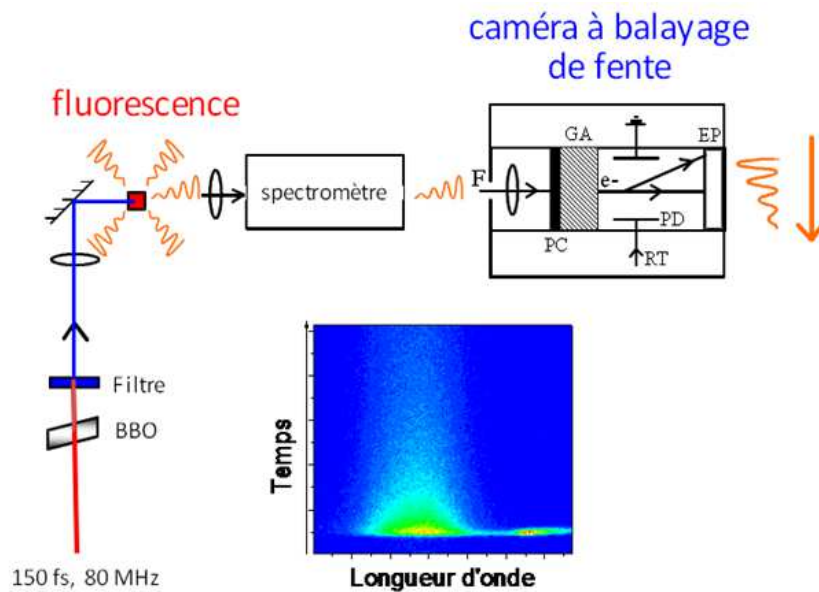 caméra à balayage
de fente
fluorescence
GA
EP
spectromètre
F
e-
PD
PC
RT
Filtre
BBO
Temps
150 fs, 80 MHz
Longueur d'onde